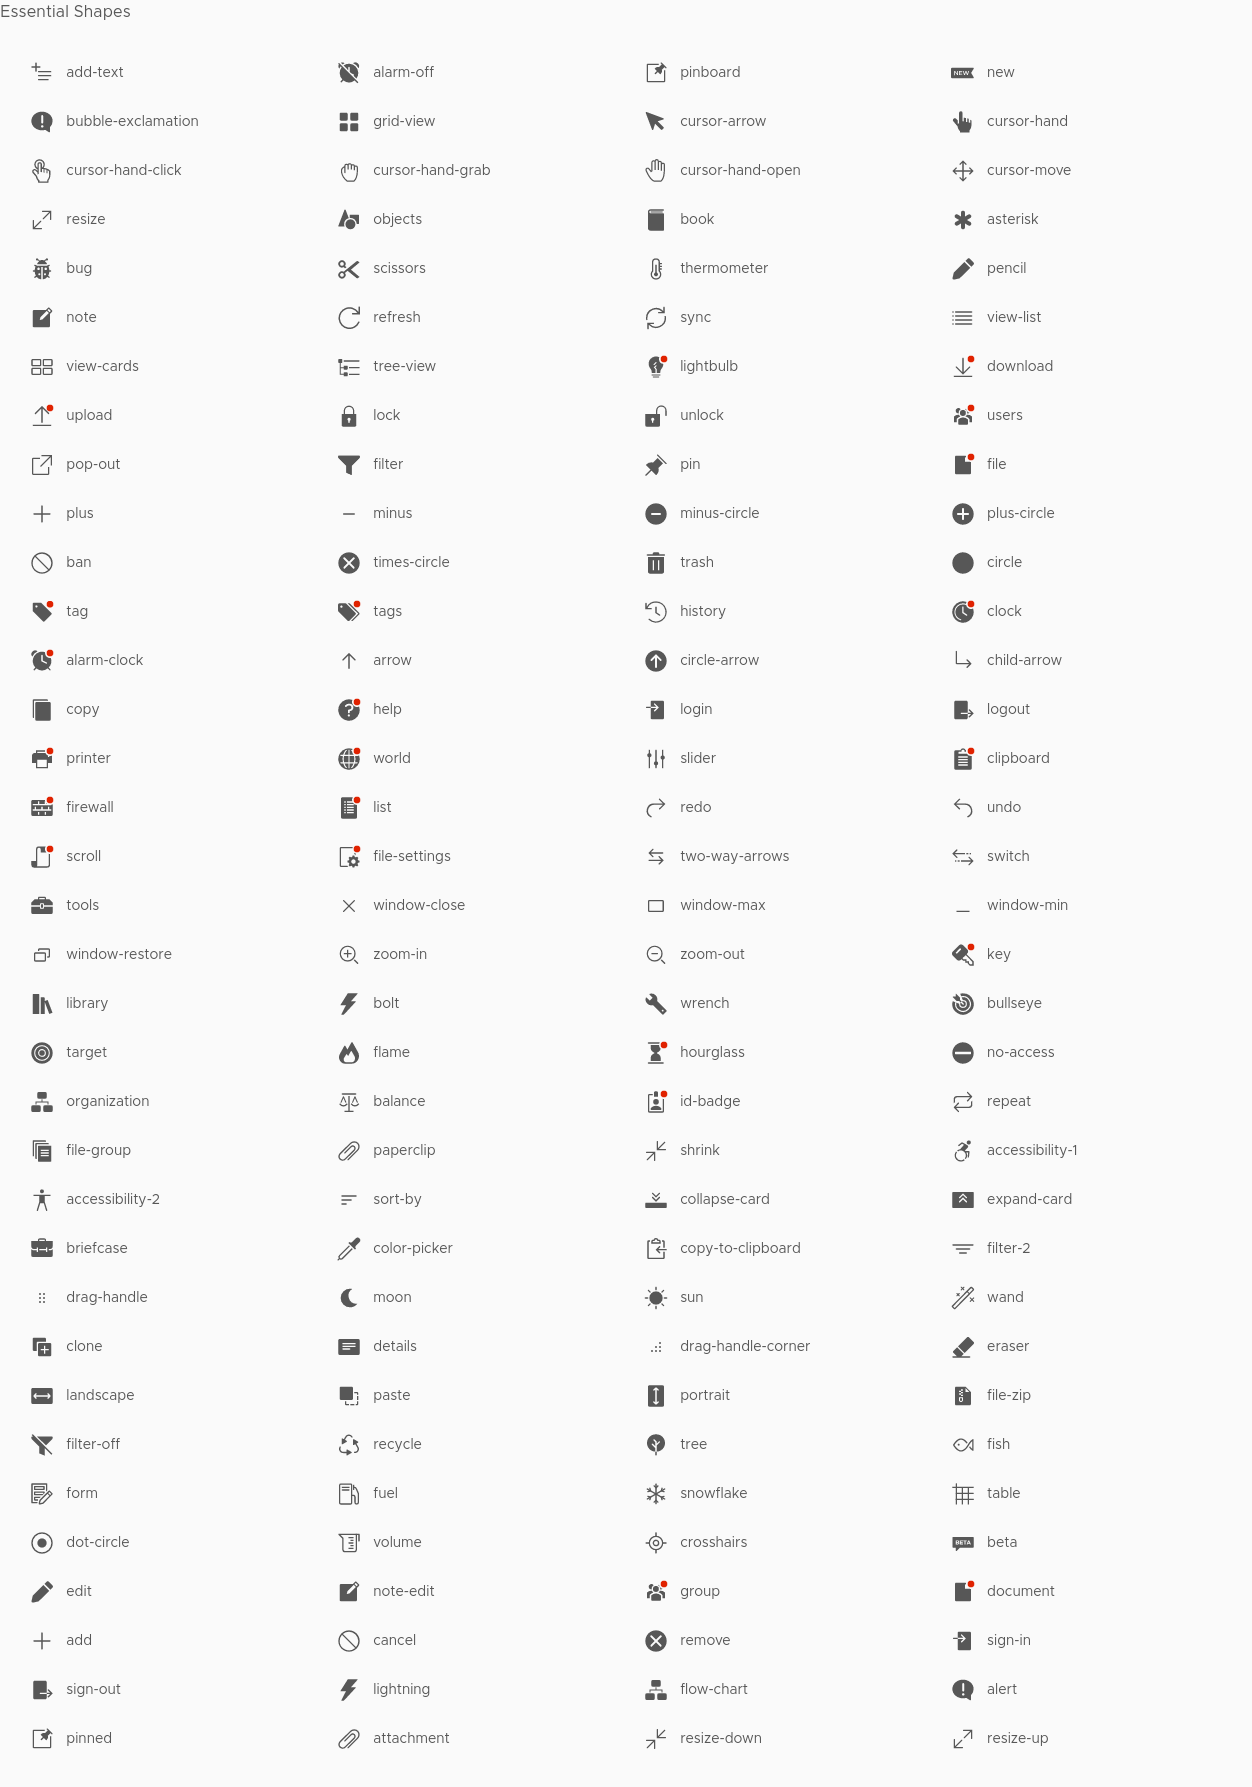 Essential Shapes
add-text alarm-off pinboard NEW new
bubble-exclamation grid-view cursor-arrow cursor-hand
cursor-hand-click cursor-hand-grab cursor-hand-open cursor-move
resize objects book asterisk
bug scissors thermometer pencil
note refresh sync view-list
view-cards tree-view lightbulb download
upload lock unlock users
pop-out filter pin file
plus minus minus-circle plus-circle
ban times-circle trash circle
tag tags history clock
alarm-clock arrow circle-arrow child-arrow
copy help login logout
printer world slider clipboard
firewall list redo undo
scroll file-settings two-way-arrows switch
tools window-close window-max window-min
window-restore zoom-in zoom-out key
library bolt wrench bullseye
target flame hourglass no-access
organization balance id-badge repeat
file-group paperclip shrink accessibility-1
accessibility-2 sort-by collapse-card expand-card
briefcase color-picker copy-to-clipboard filter-2
drag-handle moon sun wand
clone details drag-handle-corner eraser
landscape paste portrait file-zip
filter-off recycle tree fish
form fuel snowflake table
dot-circle volume crosshairs BETA beta
edit note-edit group document
add cancel remove sign-in
sign-out lightning flow-chart alert
pinned attachment resize-down resize-up